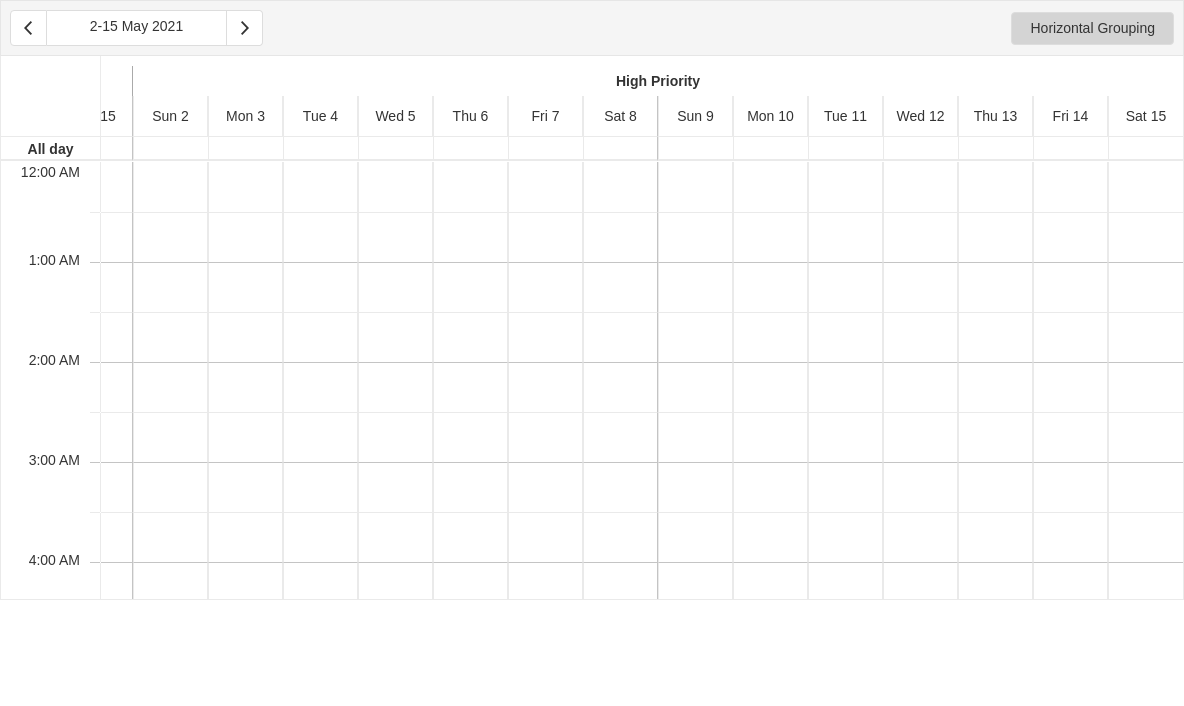 2-15 May 2021
Horizontal Grouping
High Priority
15 Sun 2 Mon 3 Tue 4 Wed 5 Thu 6 Fri 7 Sat 8 Sun 9 Mon 10 Tue 11 Wed 12 Thu 13 Fri 14 Sat 15
All day
12:00 AM
1:00 AM
2:00 AM
3:00 AM
4:00 AM